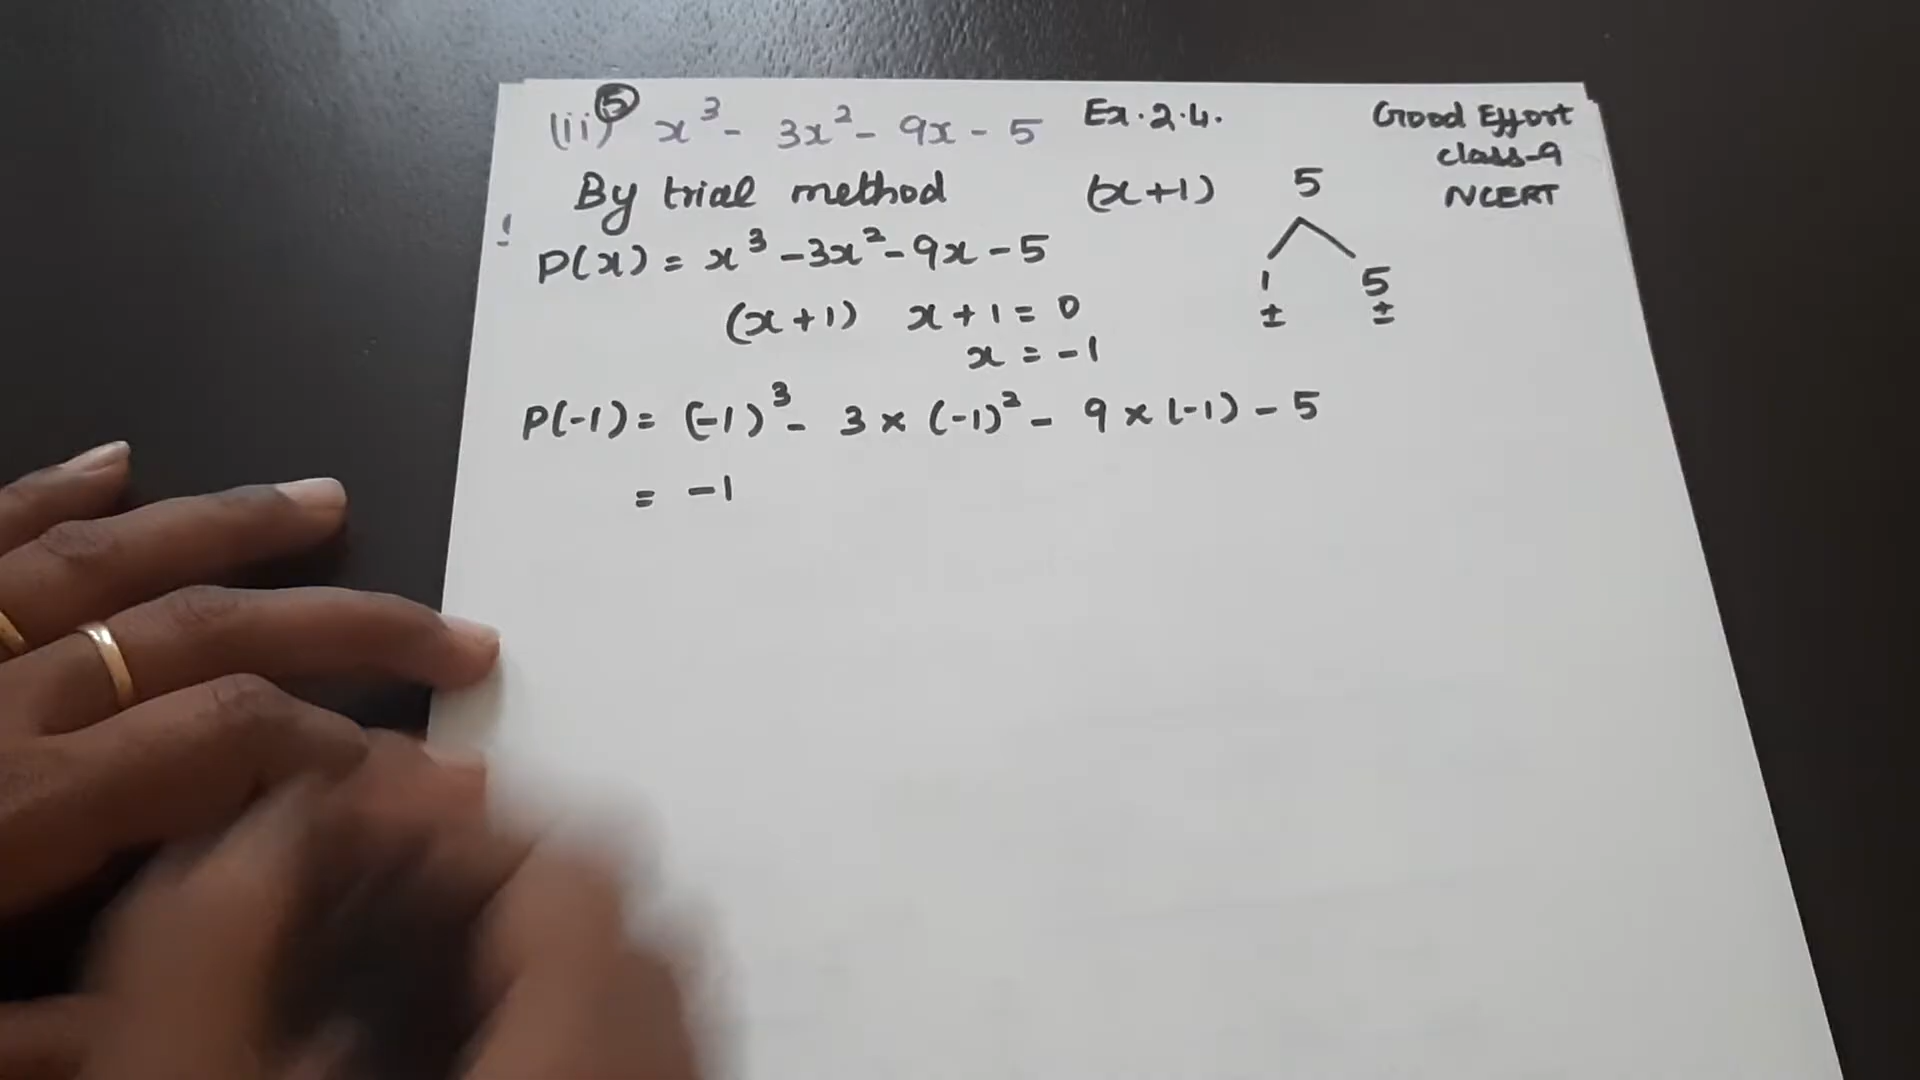 (ii) ⑤ x³ - 3x² - 9x - 5 Ex.2.4.
Good Effort
class-9
NCERT
By trial method (x+1)
5
1 5
± ±
P(x) = x³ - 3x² - 9x - 5
(x+1) x + 1 = 0
x = -1
P(-1) = (-1)³ - 3 × (-1)² - 9 × (-1) - 5
= -1